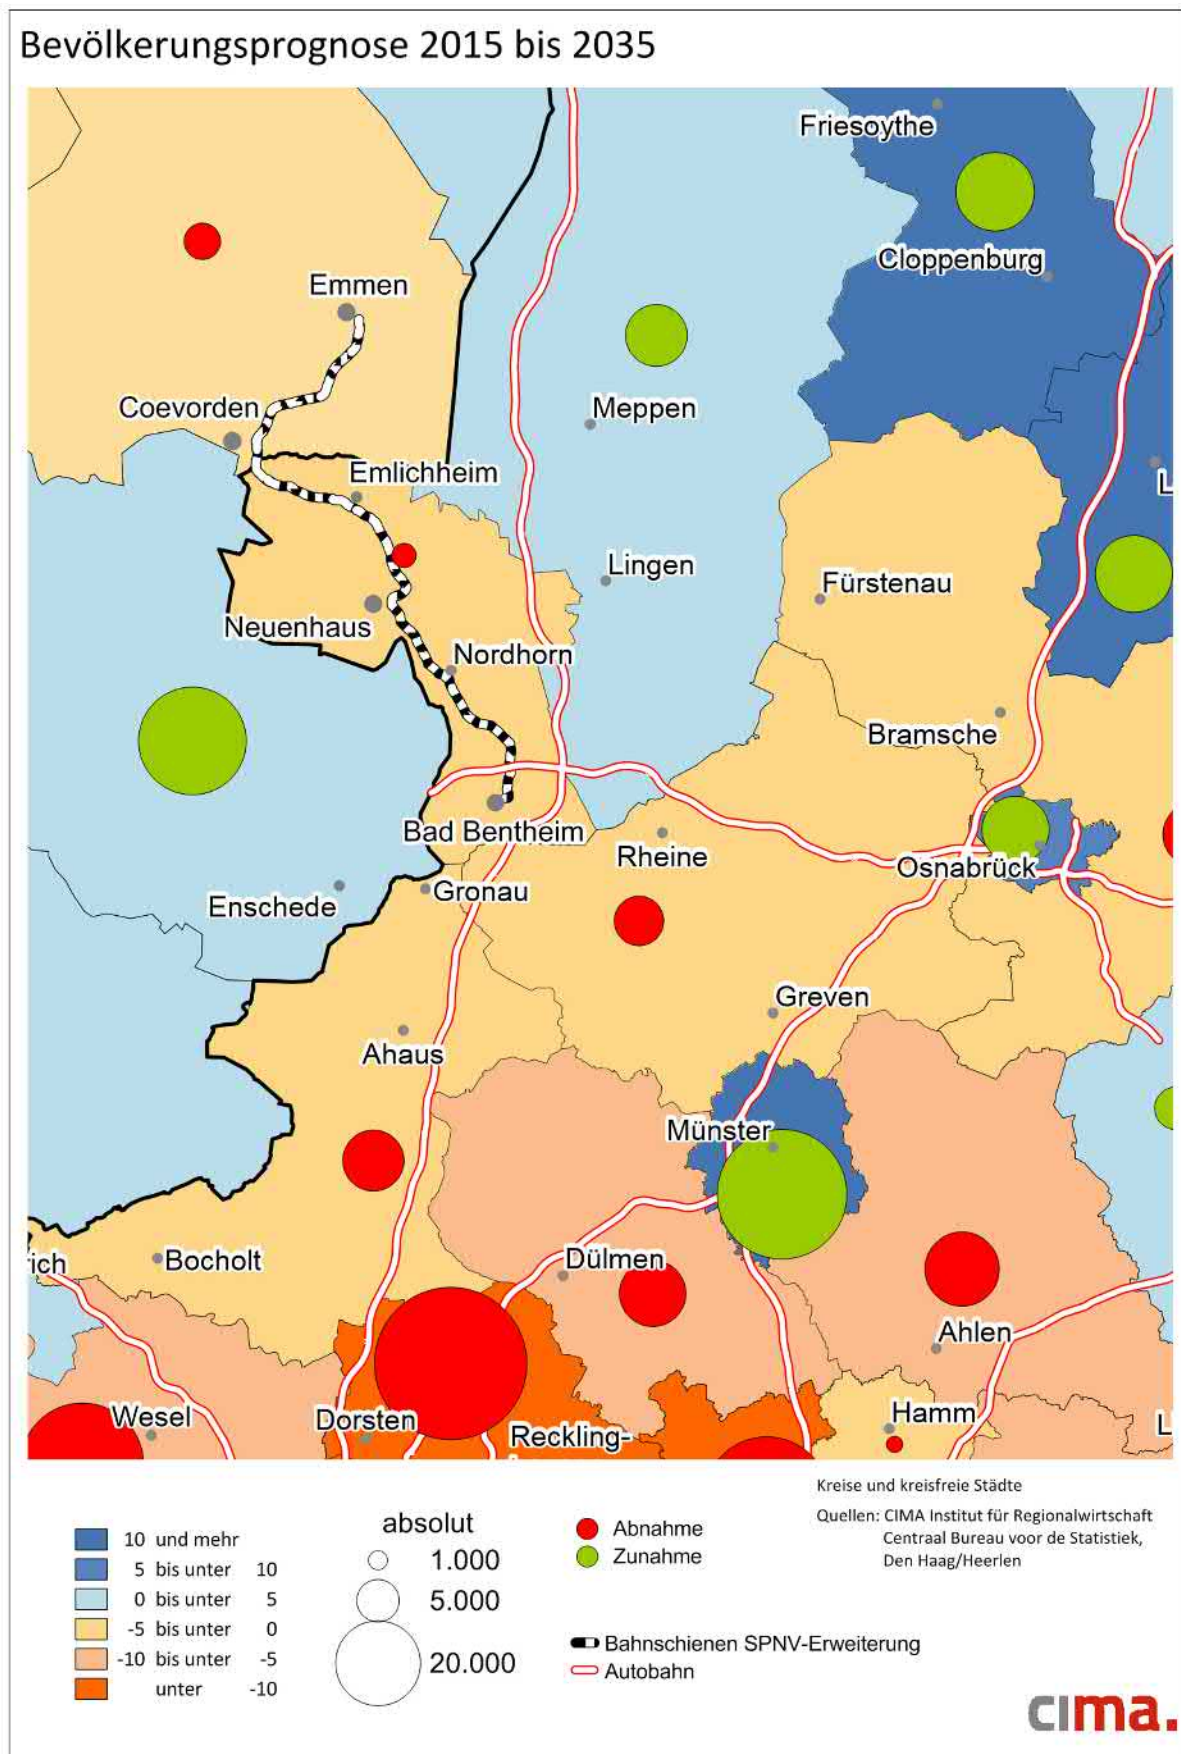 Bevölkerungsprognose 2015 bis 2035
Friesoythe
Cloppenburg
Emmen
Coevorden
Meppen
Emlichheim
L
Lingen
Fürstenau
Neuenhaus
Nordhorn
Bramsche
Bad Bentheim
Rheine
Osnabrück
Gronau
Enschede
Greven
Ahaus
Münster
rich
Bocholt
Dülmen
Ahlen
Wesel
Dorsten
Reckling-
Hamm
L
Kreise und kreisfreie Städte
Quellen: CIMA Institut für Regionalwirtschaft
Centraal Bureau voor de Statistiek,
Den Haag/Heerlen
10 und mehr
5 bis unter 10
0 bis unter 5
-5 bis unter 0
-10 bis unter -5
unter -10
absolut
1.000
5.000
20.000
Abnahme
Zunahme
Bahnschienen SPNV-Erweiterung
Autobahn
cima.